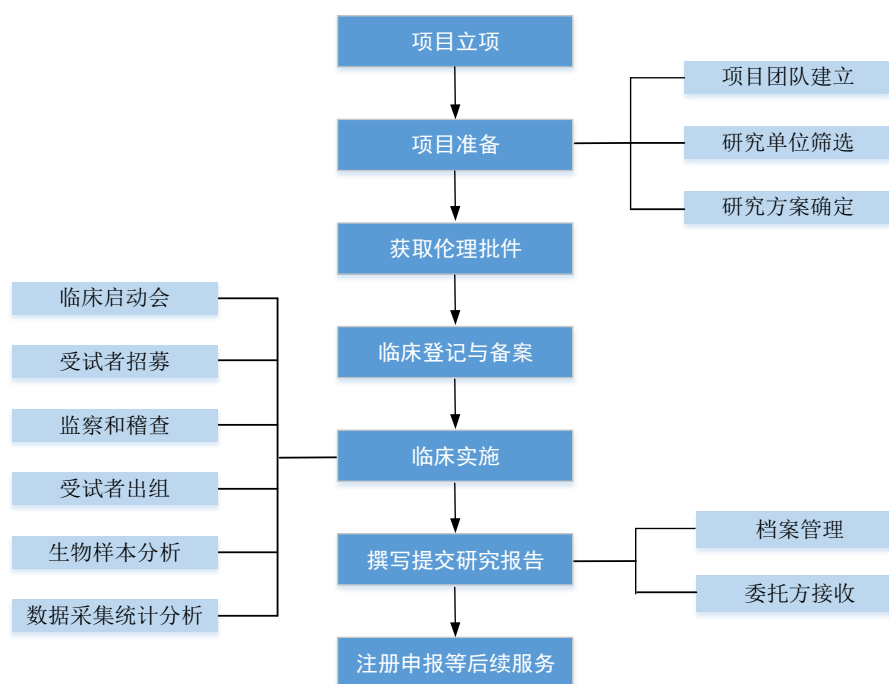 项目立项
项目准备
项目团队建立
研究单位筛选
研究方案确定
获取伦理批件
临床登记与备案
临床实施
临床启动会
受试者招募
监察和稽查
受试者出组
生物样本分析
数据采集统计分析
撰写提交研究报告
档案管理
委托方接收
注册申报等后续服务